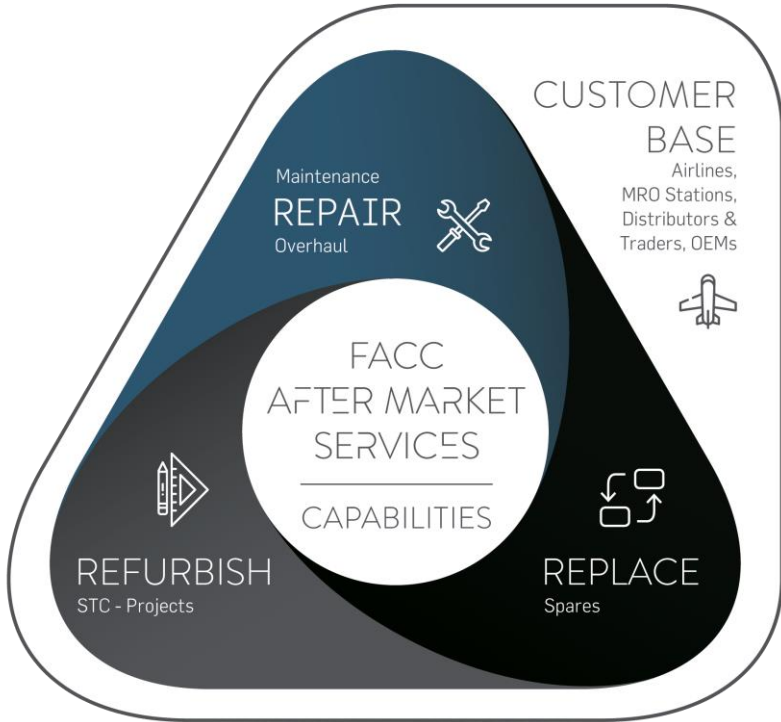 CUSTOMER
BASE
Airlines,
MRO Stations,
Distributors &
Traders, OEMs
Maintenance
REPAIR
Overhaul
FACC
AFTER MARKET
SERVICES
CAPABILITIES
REFURBISH
STC - Projects
REPLACE
Spares